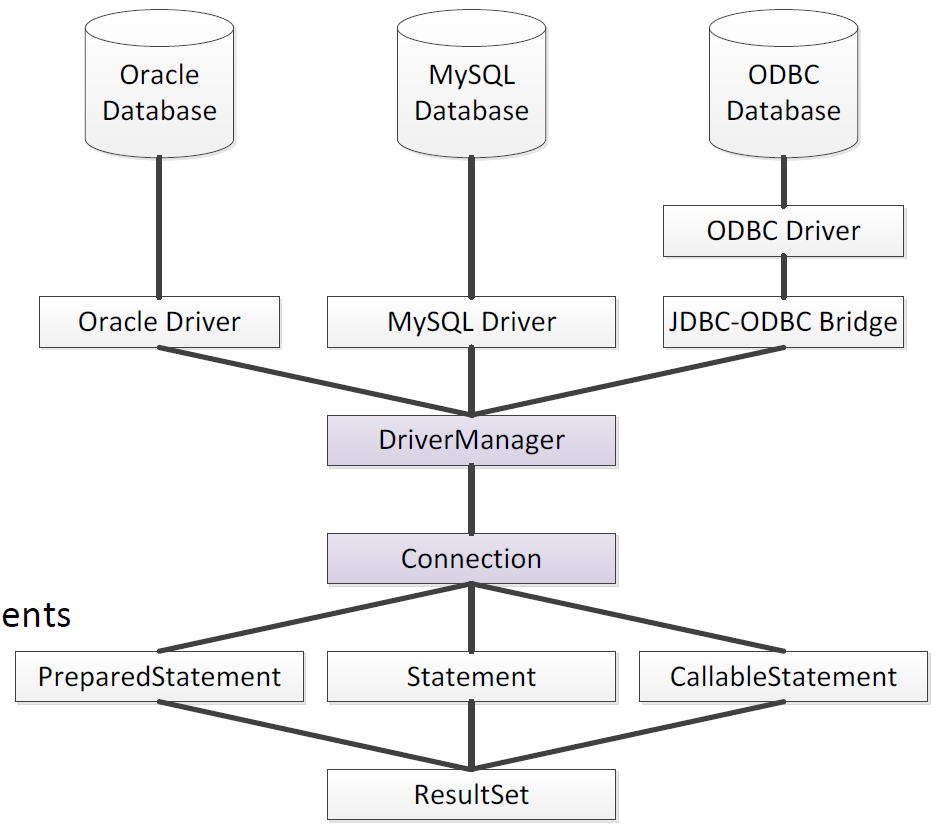 Oracle
Database
MySQL
Database
ODBC
Database
ODBC Driver
Oracle Driver
MySQL Driver
JDBC-ODBC Bridge
DriverManager
Connection
ents
PreparedStatement
Statement
CallableStatement
ResultSet